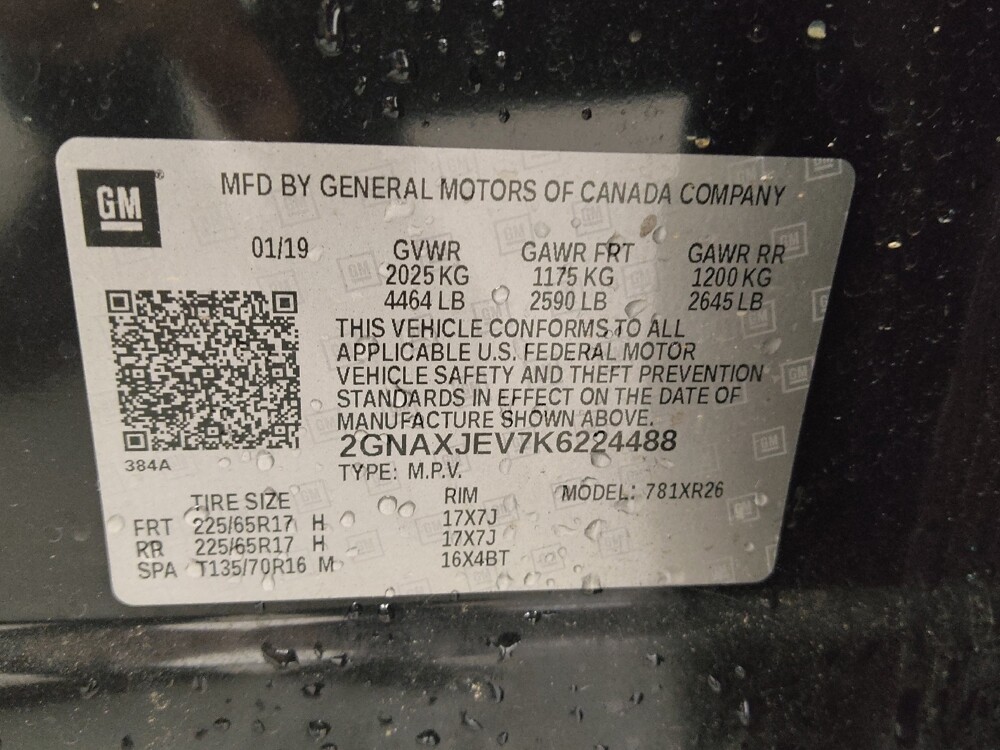 GM
MFD BY GENERAL MOTORS OF CANADA COMPANY
01/19 GVWR GAWR FRT GAWR RR
2025 KG 1175 KG 1200 KG
4464 LB 2590 LB 2645 LB
THIS VEHICLE CONFORMS TO ALL
APPLICABLE U.S. FEDERAL MOTOR
VEHICLE SAFETY AND THEFT PREVENTION
STANDARDS IN EFFECT ON THE DATE OF
MANUFACTURE SHOWN ABOVE.
2GNAXJEV7K6224488
384A
TYPE: M.P.V.
TIRE SIZE RIM MODEL: 781XR26
FRT 225/65R17 H 17X7J
RR 225/65R17 H 17X7J
SPA T135/70R16 M 16X4BT